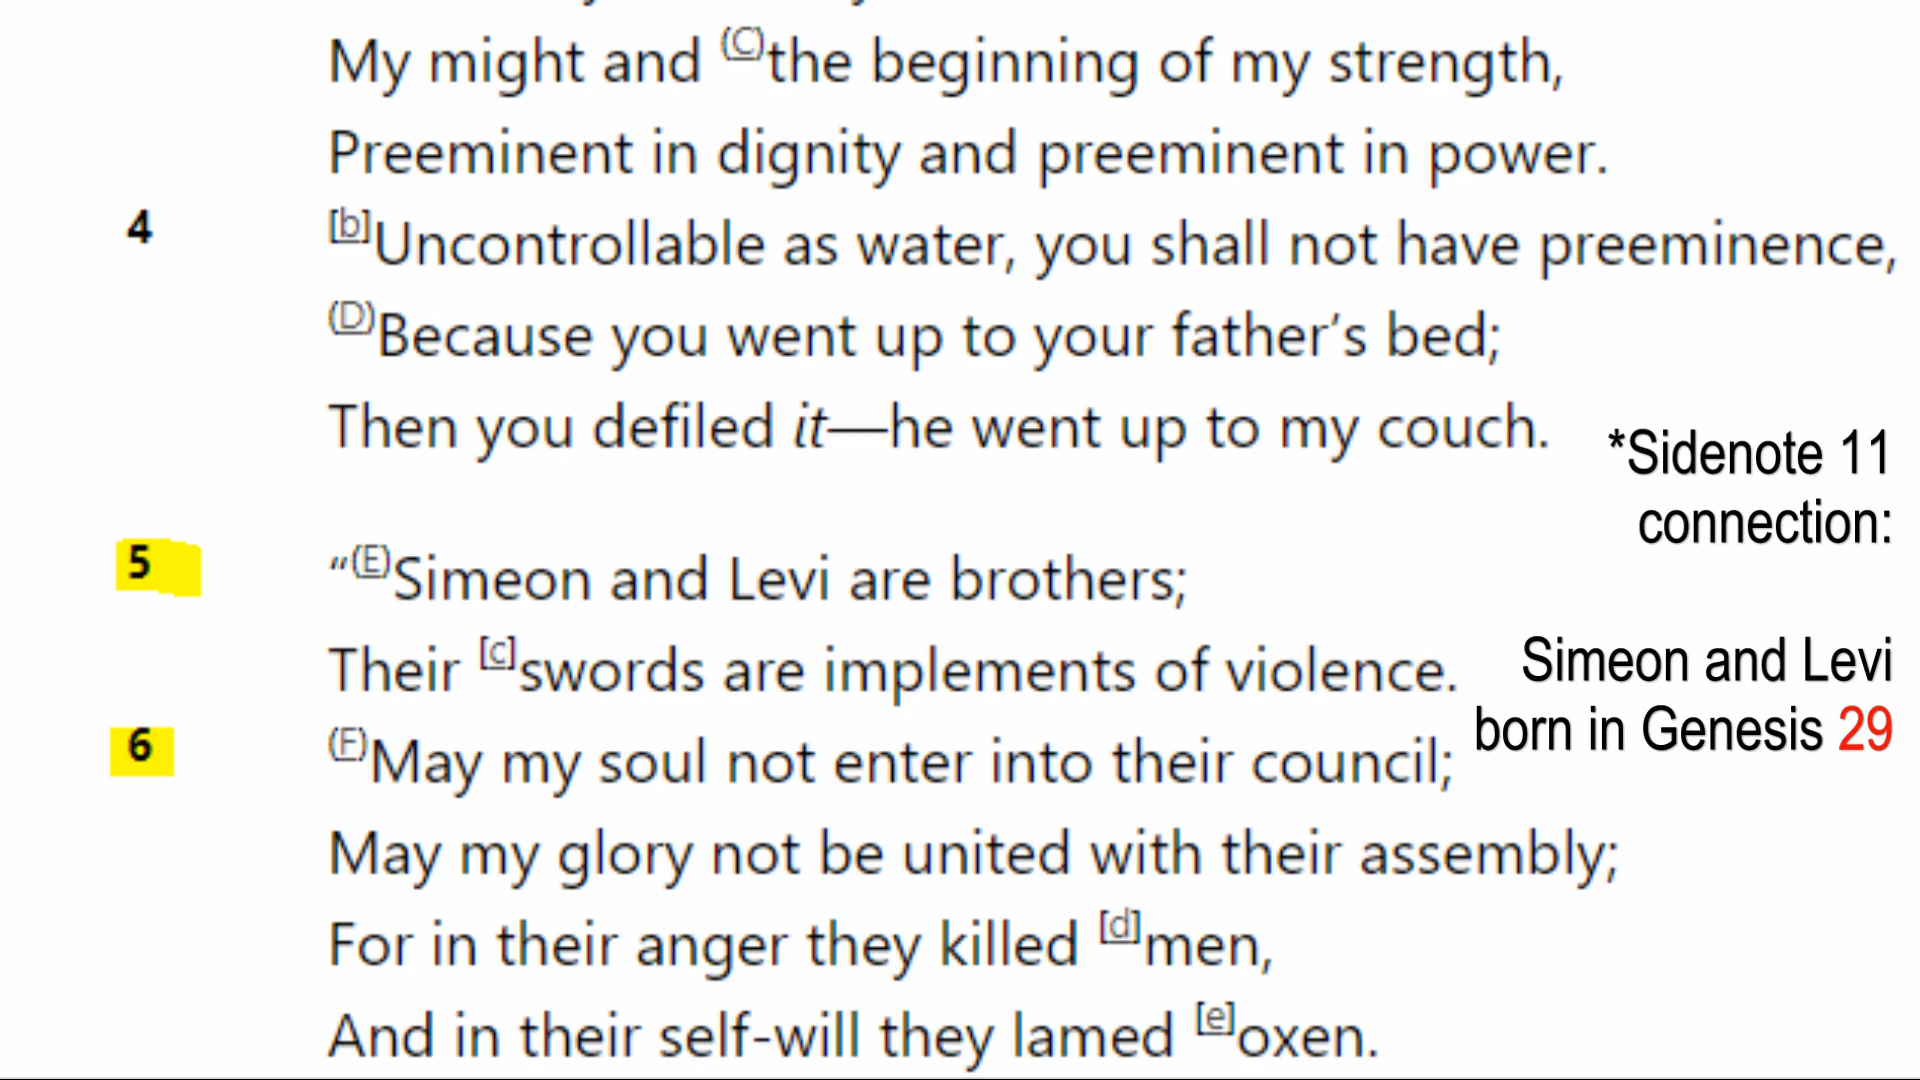 My might and (C)the beginning of my strength,
Preeminent in dignity and preeminent in power.
4 [b]Uncontrollable as water, you shall not have preeminence,
(D)Because you went up to your father’s bed;
Then you defiled it—he went up to my couch.
*Sidenote 11
connection:
5 “(E)Simeon and Levi are brothers;
Their [c]swords are implements of violence.
Simeon and Levi
born in Genesis 29
6 (F)May my soul not enter into their council;
May my glory not be united with their assembly;
For in their anger they killed [d]men,
And in their self-will they lamed [e]oxen.